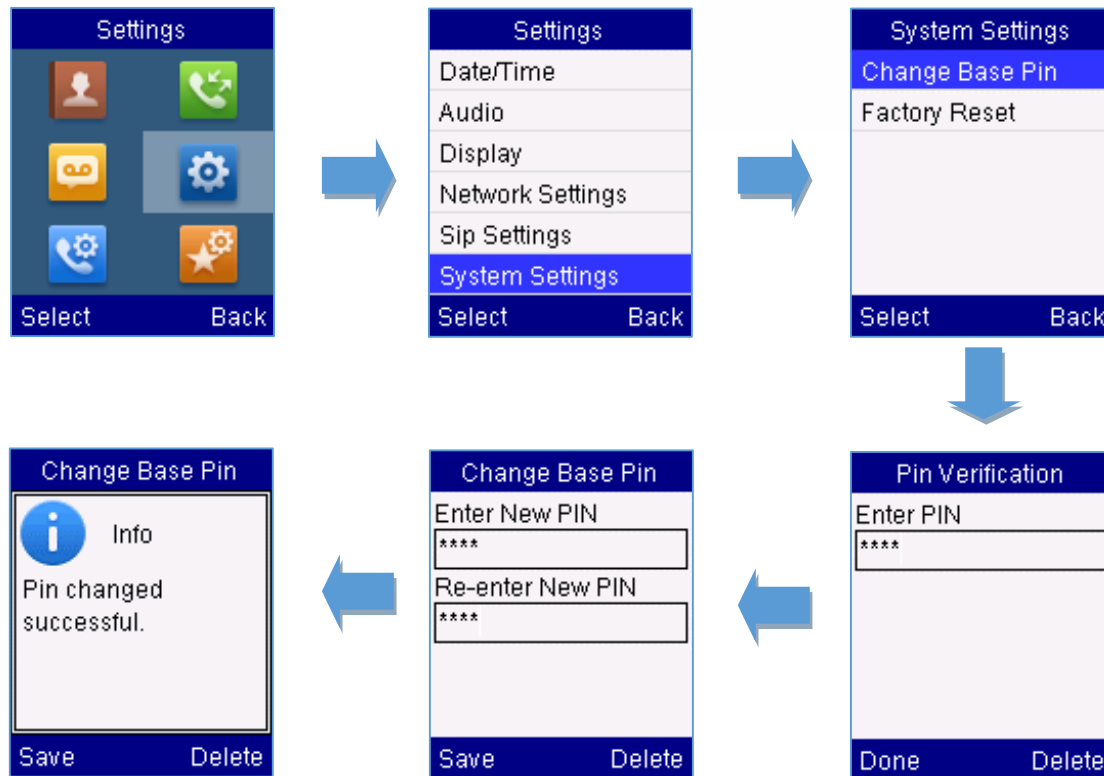 Settings
Select Back
Settings
Date/Time
Audio
Display
Network Settings
Sip Settings
System Settings
Select Back
System Settings
Change Base Pin
Factory Reset
Select Back
Pin Verification
Enter PIN
****
Done Delete
Change Base Pin
Enter New PIN
****
Re-enter New PIN
****
Save Delete
Change Base Pin
Info
Pin changed
successful.
Save Delete